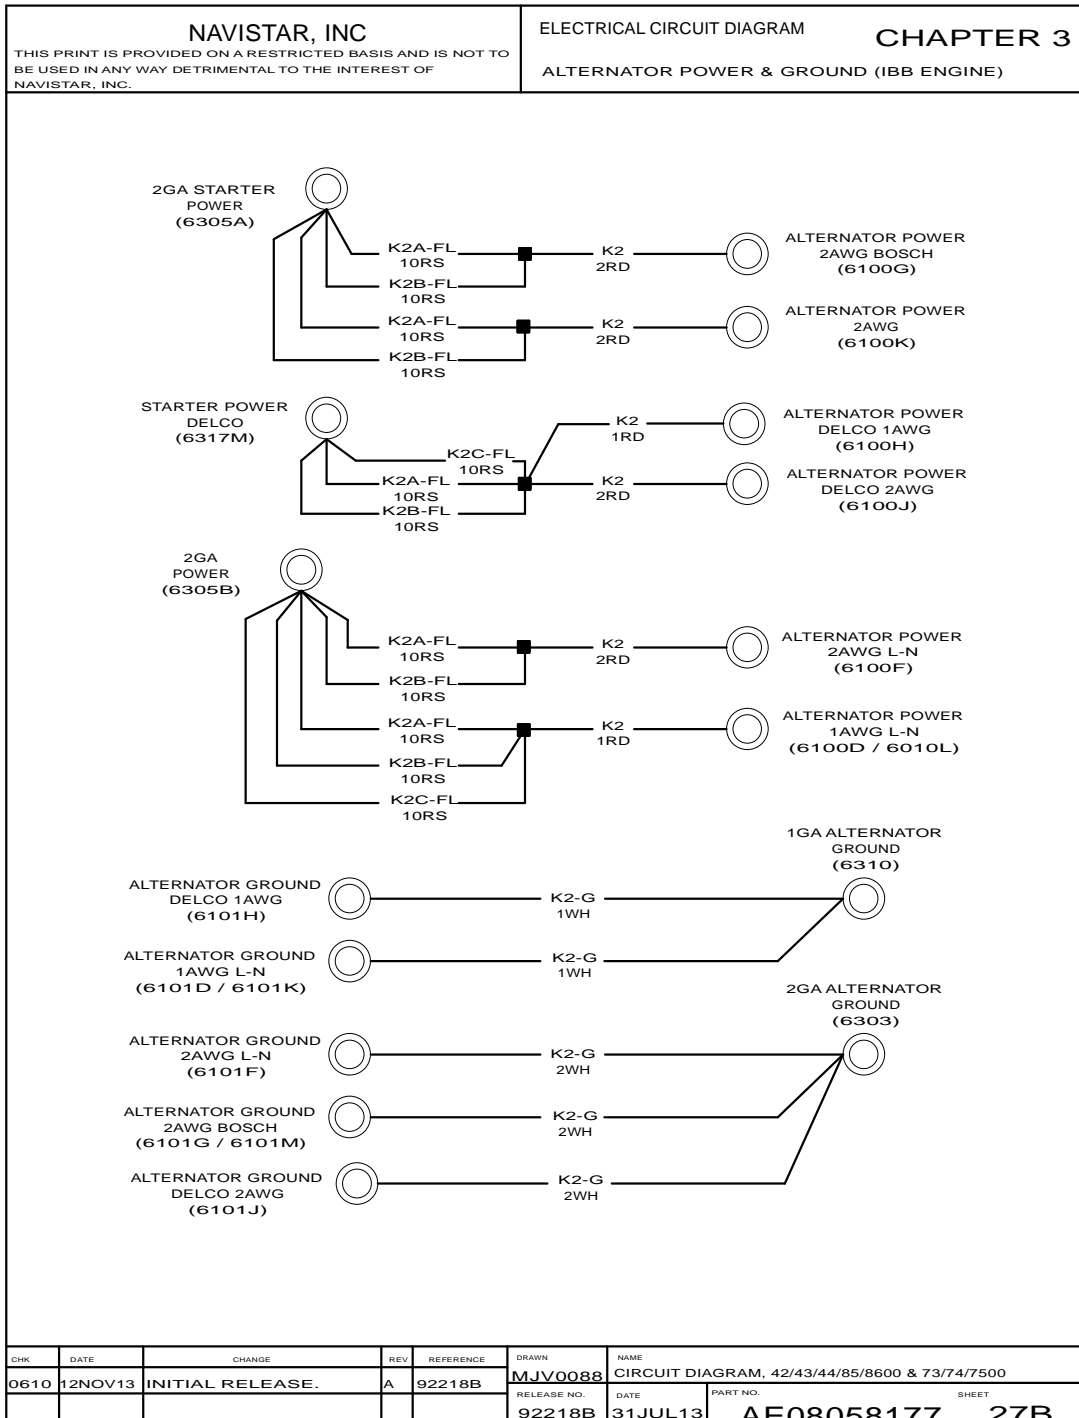 NAVISTAR, INC
THIS PRINT IS PROVIDED ON A RESTRICTED BASIS AND IS NOT TO
BE USED IN ANY WAY DETRIMENTAL TO THE INTEREST OF
NAVISTAR, INC.
ELECTRICAL CIRCUIT DIAGRAM
CHAPTER 3
ALTERNATOR POWER & GROUND (IBB ENGINE)
2GA STARTER
POWER
(6305A)
K2A-FL
10RS
K2B-FL
10RS
K2
2RD
ALTERNATOR POWER
2AWG BOSCH
(6100G)
K2A-FL
10RS
K2B-FL
10RS
K2
2RD
ALTERNATOR POWER
2AWG
(6100K)
STARTER POWER
DELCO
(6317M)
K2C-FL
10RS
K2A-FL
10RS
K2B-FL
10RS
K2
1RD
ALTERNATOR POWER
DELCO 1AWG
(6100H)
K2
2RD
ALTERNATOR POWER
DELCO 2AWG
(6100J)
2GA
POWER
(6305B)
K2A-FL
10RS
K2B-FL
10RS
K2
2RD
ALTERNATOR POWER
2AWG L-N
(6100F)
K2A-FL
10RS
K2B-FL
10RS
K2C-FL
10RS
K2
1RD
ALTERNATOR POWER
1AWG L-N
(6100D / 6010L)
1GA ALTERNATOR
GROUND
(6310)
ALTERNATOR GROUND
DELCO 1AWG
(6101H)
K2-G
1WH
ALTERNATOR GROUND
1AWG L-N
(6101D / 6101K)
K2-G
1WH
2GA ALTERNATOR
GROUND
(6303)
ALTERNATOR GROUND
2AWG L-N
(6101F)
K2-G
2WH
ALTERNATOR GROUND
2AWG BOSCH
(6101G / 6101M)
K2-G
2WH
ALTERNATOR GROUND
DELCO 2AWG
(6101J)
K2-G
2WH
CHK DATE CHANGE REV REFERENCE
0610 12NOV13 INITIAL RELEASE. A 92218B
DRAWN
MJV0088
NAME
CIRCUIT DIAGRAM, 42/43/44/85/8600 & 73/74/7500
RELEASE NO.
92218B
DATE
31JUL13
PART NO.
AE08058177
SHEET
27B